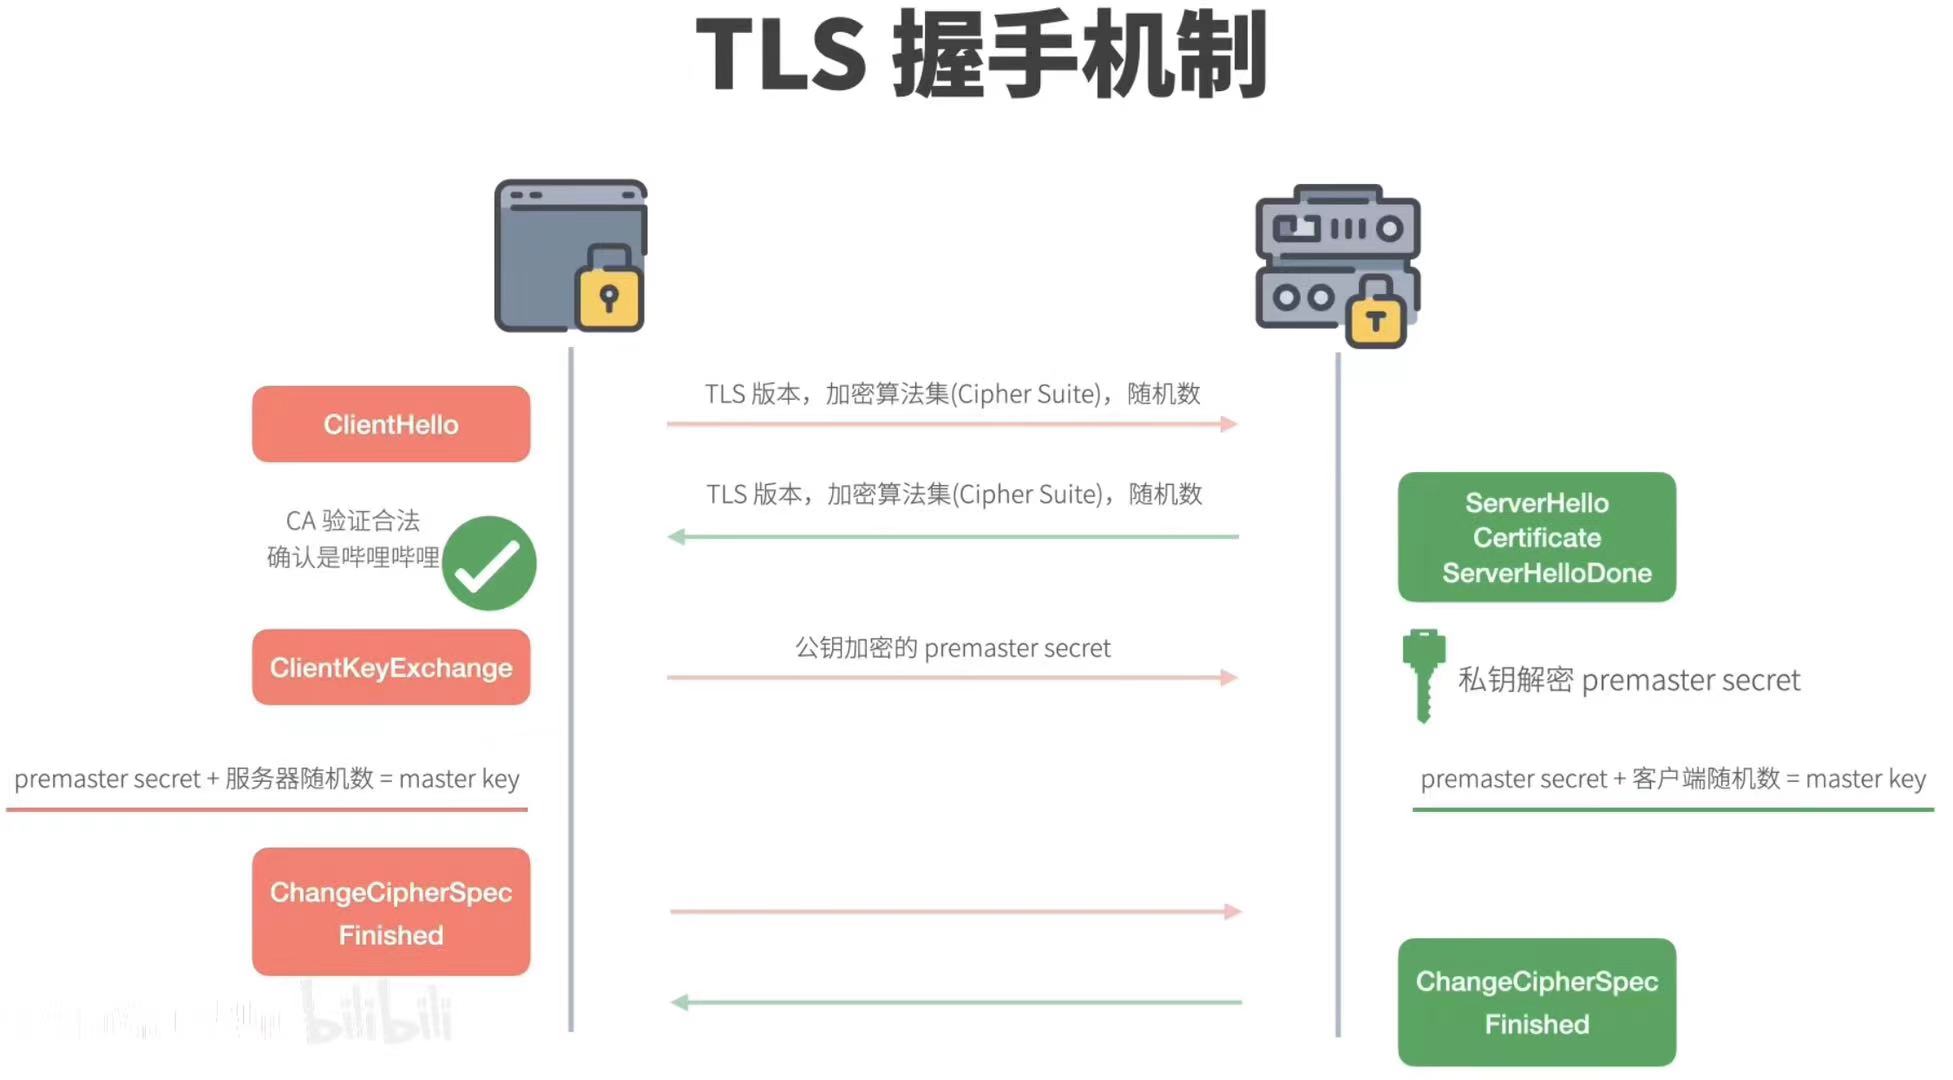 TLS 握手机制
TLS 版本，加密算法集(Cipher Suite)，随机数
ClientHello
TLS 版本，加密算法集(Cipher Suite)，随机数
ServerHello
Certificate
ServerHelloDone
CA 验证合法
确认是哔哩哔哩
公钥加密的 premaster secret
ClientKeyExchange
私钥解密 premaster secret
premaster secret + 服务器随机数 = master key
premaster secret + 客户端随机数 = master key
ChangeCipherSpec
Finished
ChangeCipherSpec
Finished
bilibili